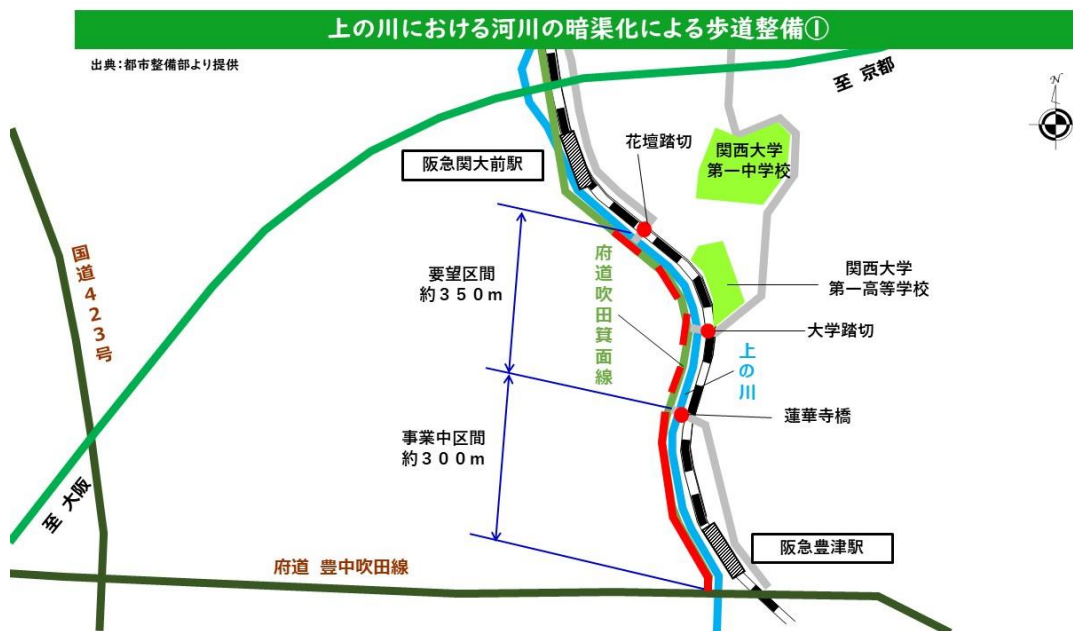 上の川における河川の暗渠化による歩道整備①
出典:都市整備部より提供
至 京都
N
花壇踏切
関西大学
第一中学校
阪急関大前駅
国道423号
要望区間
約350m
府道吹田箕面線
関西大学
第一高等学校
大学踏切
上の川
蓮華寺橋
事業中区間
約300m
至 大阪
阪急豊津駅
府道 豊中吹田線